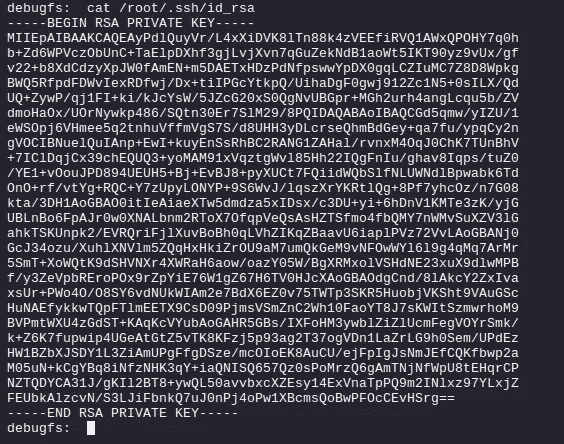 debugfs:  cat /root/.ssh/id_rsa
-----BEGIN RSA PRIVATE KEY-----
MIIEpAIBAAKCAQEAyPdlQuyVr/L4xXiDVK8lTn88k4zVEEfiRVQ1AWxQPOHY7q0h
b+Zd6WPVczObUnC+TaElpDXhf3gjLvjXvn7qGuZekNdB1aoWt5IKT90yz9vUx/gf
v22+b8XdCdzyXpJW0fAmEN+m5DAETxHDzPdNfpswwYpDX0gqLCZIuMC7Z8D8Wpkg
BWQ5RfpdFDWvIexRDfwj/Dx+tiIPGcYtkpQ/UihaDgF0gwj912Zc1N5+0sILX/Qd
UQ+ZywP/qj1FI+ki/kJcYsW/5JZcG20xS0QgNvUBGpr+MGh2urh4angLcqu5b/ZV
dmoHaOx/UOrNywkp486/SQtn30Er7SlM29/8PQIDAQABAoIBAQCGd5qmw/yIZU/1
eWSOpj6VHmee5q2tnhuVffmVgS7S/d8UHH3yDLcrseQhmBdGey+qa7fu/ypqCy2n
gVOCIBNuelQuIAnp+EwI+kuyEnSsRhBC2RANG1ZAHal/rvnxM4OqJ0ChK7TUnBhV
+7IClDqjCx39chEQUQ3+yoMAM91xVqztgWvl85Hh22IQgFnIu/ghav8Iqps/tuZ0
/YE1+vOouJPD894UEUH5+Bj+EvBJ8+pyXUCt7FQiidWQbSlfNLUWNdlBpwabk6Td
OnO+rf/vtYg+RQC+Y7zUpyLONYP+9S6WvJ/lqszXrYKRtlQg+8Pf7yhcOz/n7G08
kta/3DH1AoGBAO0itIeAiaeXTw5dmdza5xIDsx/c3DU+yi+6hDnV1KMTe3zK/yjG
UBLnBo6FpAJr0w0XNALbnm2RToX7OfqpVeQsAsHZTSfmo4fbQMY7nWMvSuXZV3lG
ahkTSKUnpk2/EVRQriFjlXuvBoBh0qLVhZIKqZBaavU6iaplPVz72VvLAoGBANj0
GcJ34ozu/XuhlXNVlm5ZQqHxHkiZrOU9aM7umQkGeM9vNFOwWYl6l9g4qMq7ArMr
5SmT+XoWQtK9dSHVNXr4XWRaH6aow/oazY05W/BgXRMxolVSHdNE23xuX9dlwMPB
f/y3ZeVpbREroPOx9rZpYiE76W1gZ67H6TV0HJcXAoGBAOdgCnd/8lAkcY2ZxIva
xsUr+PWo4O/O8SY6vdNUkWIAm2e7BdX6EZ0v75TWTp3SKR5HuobjVKSht9VAuGSc
HuNAEfykkwTQpFTlmEETX9CsD09PjmsVSmZnC2Wh10FaoYT8J7sKWItSzmwrhoM9
BVPmtWXU4zGdST+KAqKcVYubAoGAHR5GBs/IXFoHM3ywblZiZlUcmFegVOYrSmk/
k+Z6K7fupwip4UGeAtGtZ5vTK8KFzj5p93ag2T37ogVDn1LaZrLG9h0Sem/UPdEz
HW1BZbXJSDY1L3ZiAmUPgFfgDSze/mcOIoEK8AuCU/ejFpIgJsNmJEfCQKfbwp2a
M05uN+kCgYBq8iNfzNHK3qY+iaQNISQ657Qz0sPoMrzQ6gAmTNjNfWpU8tEHqrCP
NZTQDYCA31J/gKIl2BT8+ywQL50avvbxcXZEsy14ExVnaTpPQ9m2INlxz97YLxjZ
FEUbkAlzcvN/S3LJiFbnkQ7uJ0nPj4oPw1XBcmsQoBwPFOcCEvHSrg==
-----END RSA PRIVATE KEY-----
debugfs: